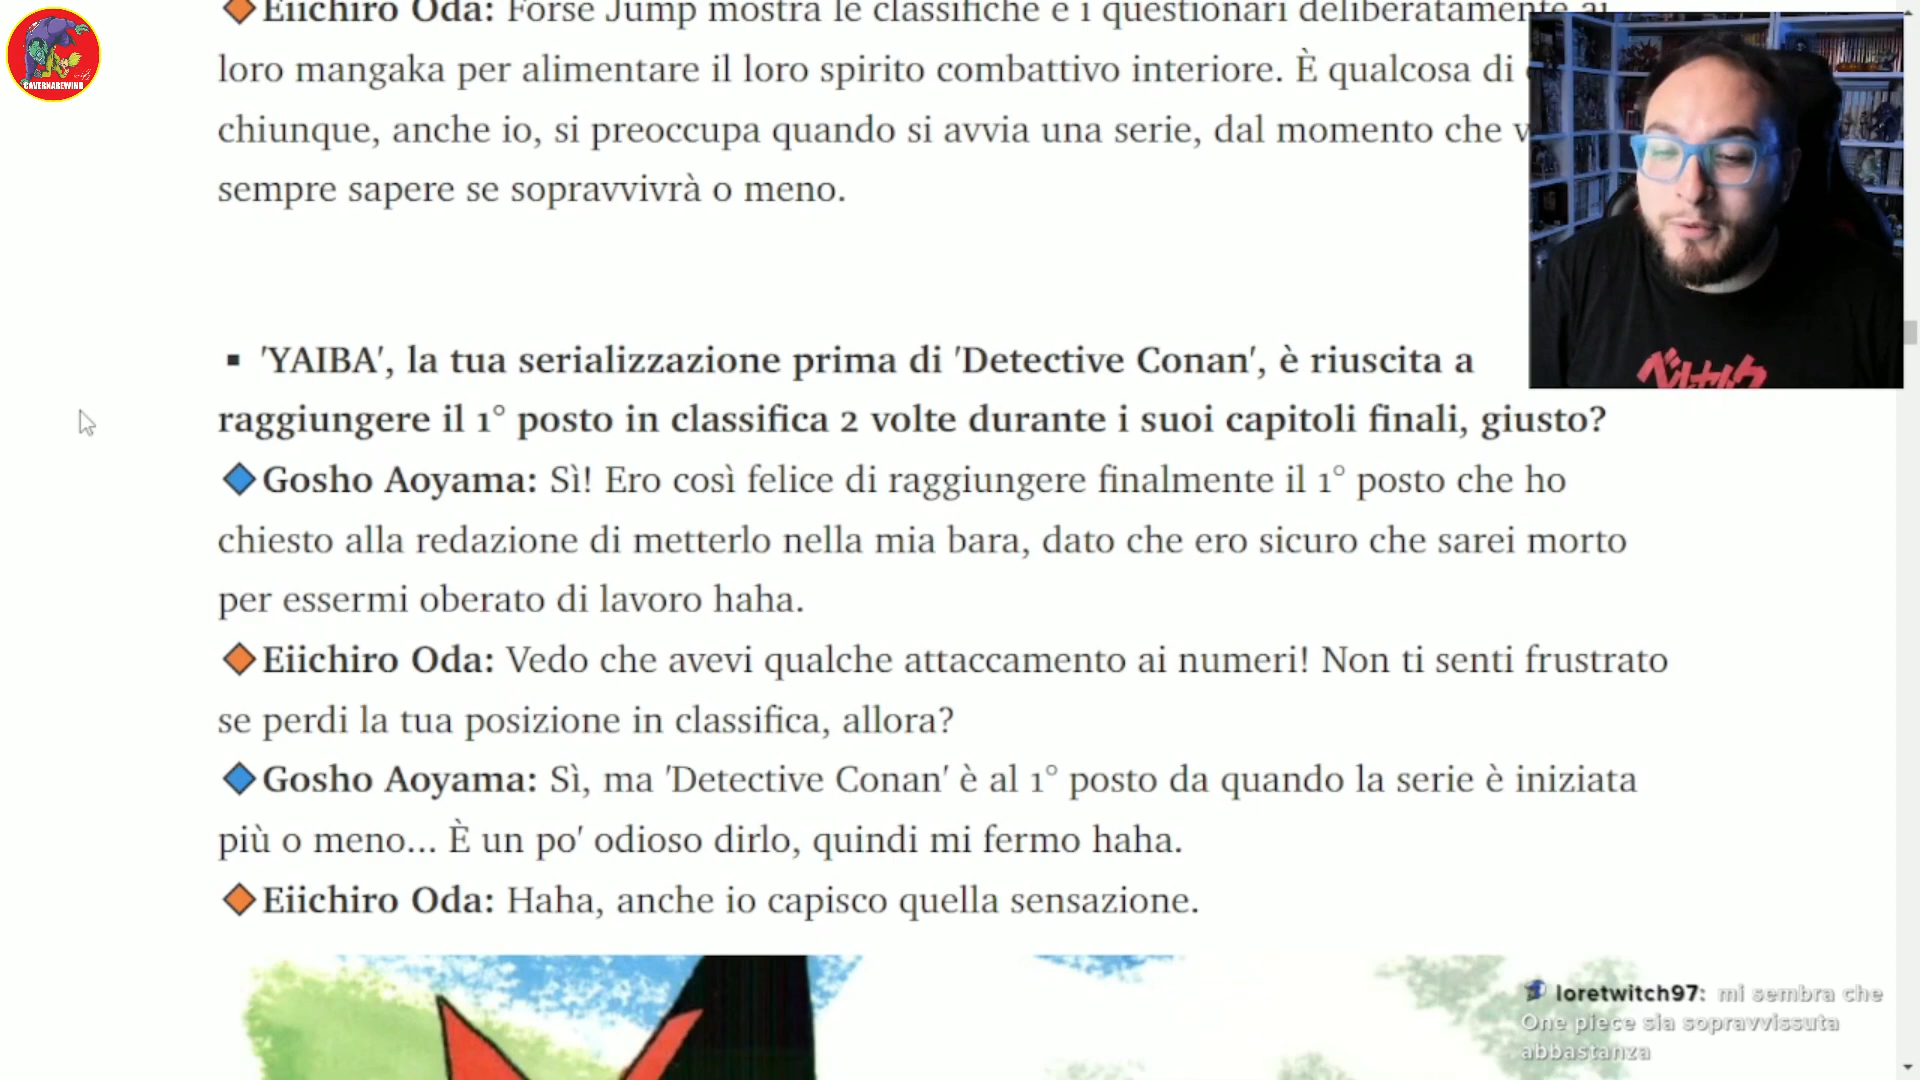 CAVERNAREWIND
Eiichiro Oda: Forse Jump mostra le classifiche e i questionari deliberatamente ai
loro mangaka per alimentare il loro spirito combattivo interiore. È qualcosa di
chiunque, anche io, si preoccupa quando si avvia una serie, dal momento che
sempre sapere se sopravvivrà o meno.
▪ 'YAIBA', la tua serializzazione prima di 'Detective Conan', è riuscita a
raggiungere il 1° posto in classifica 2 volte durante i suoi capitoli finali, giusto?
Gosho Aoyama: Sì! Ero così felice di raggiungere finalmente il 1° posto che ho
chiesto alla redazione di metterlo nella mia bara, dato che ero sicuro che sarei morto
per essermi oberato di lavoro haha.
Eiichiro Oda: Vedo che avevi qualche attaccamento ai numeri! Non ti senti frustrato
se perdi la tua posizione in classifica, allora?
Gosho Aoyama: Sì, ma 'Detective Conan' è al 1° posto da quando la serie è iniziata
più o meno... È un po' odioso dirlo, quindi mi fermo haha.
Eiichiro Oda: Haha, anche io capisco quella sensazione.
ベルセルク
loretwitch97: mi sembra che
One piece sia sopravvissuta
abbastanza